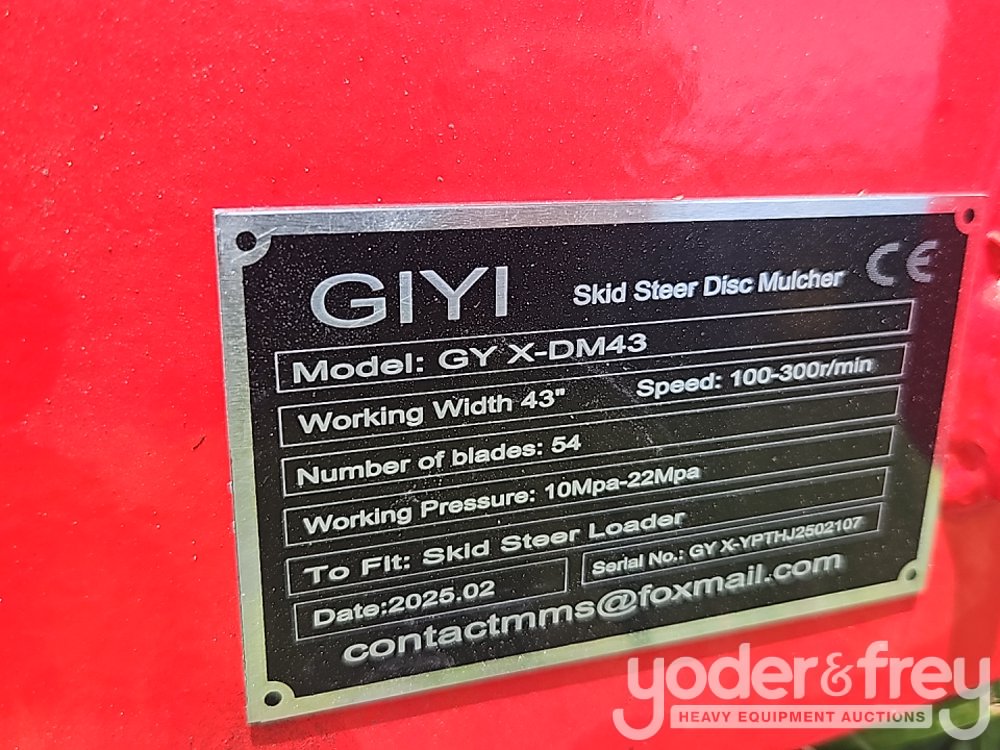 GIYI
Skid Steer Disc Mulcher CE
Model: GY X-DM43
Working Width 43" Speed: 100-300r/min
Number of blades: 54
Working Pressure: 10Mpa-22Mpa
To Fit: Skid Steer Loader
Date:2025.02 Serial No.: GY X-YPTHJ2502107
contactmms@foxmail.com
yoder&frey
HEAVY EQUIPMENT AUCTIONS